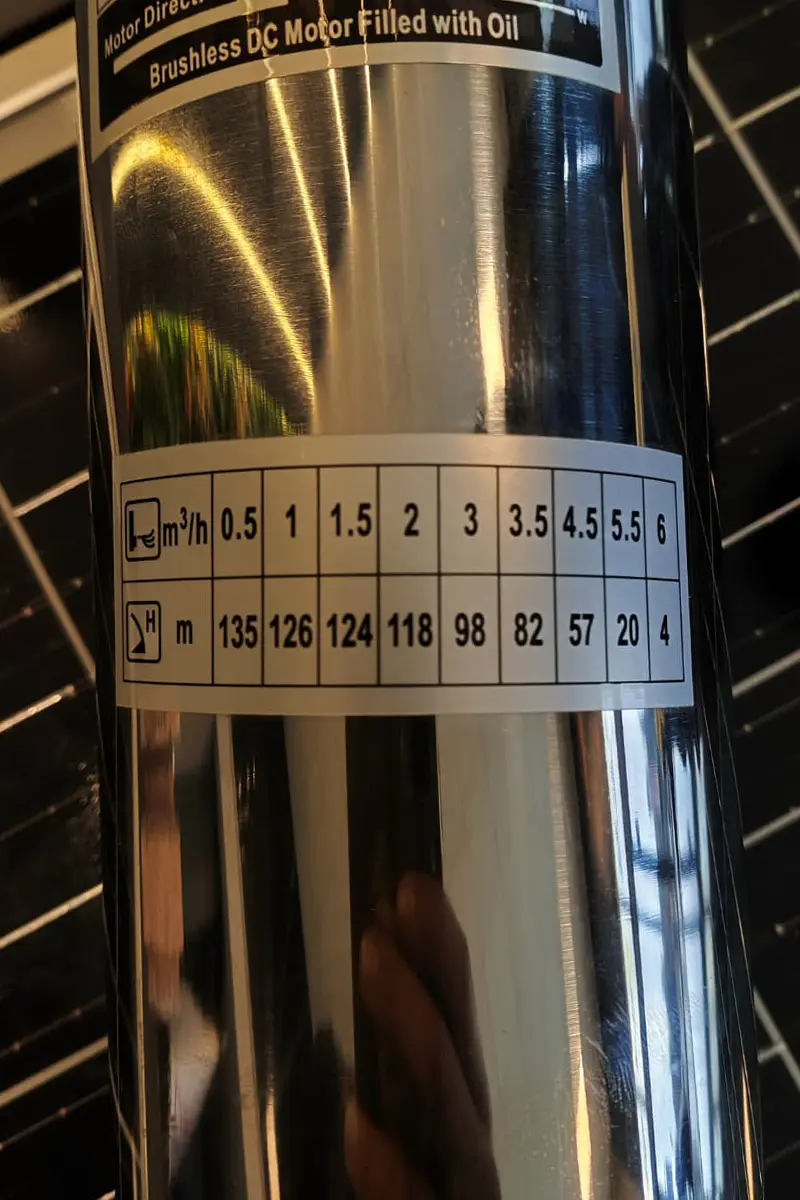 Motor Direct
W
Brushless DC Motor Filled with Oil
m³/h 0.5 1 1.5 2 3 3.5 4.5 5.5 6
H m 135 126 124 118 98 82 57 20 4